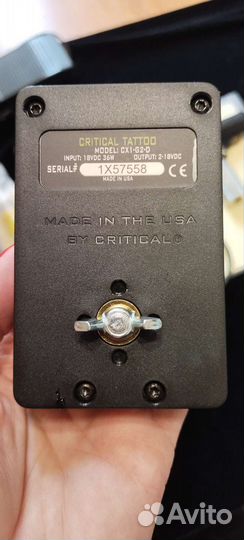 CRITICAL TATTOO
MODEL: CX1-G2-D
INPUT: 18VDC 36W OUTPUT: 2-18VDC
SERIAL# 1X57558 CE
MADE IN USA
MADE IN THE USA
BY CRITICAL®
Avito